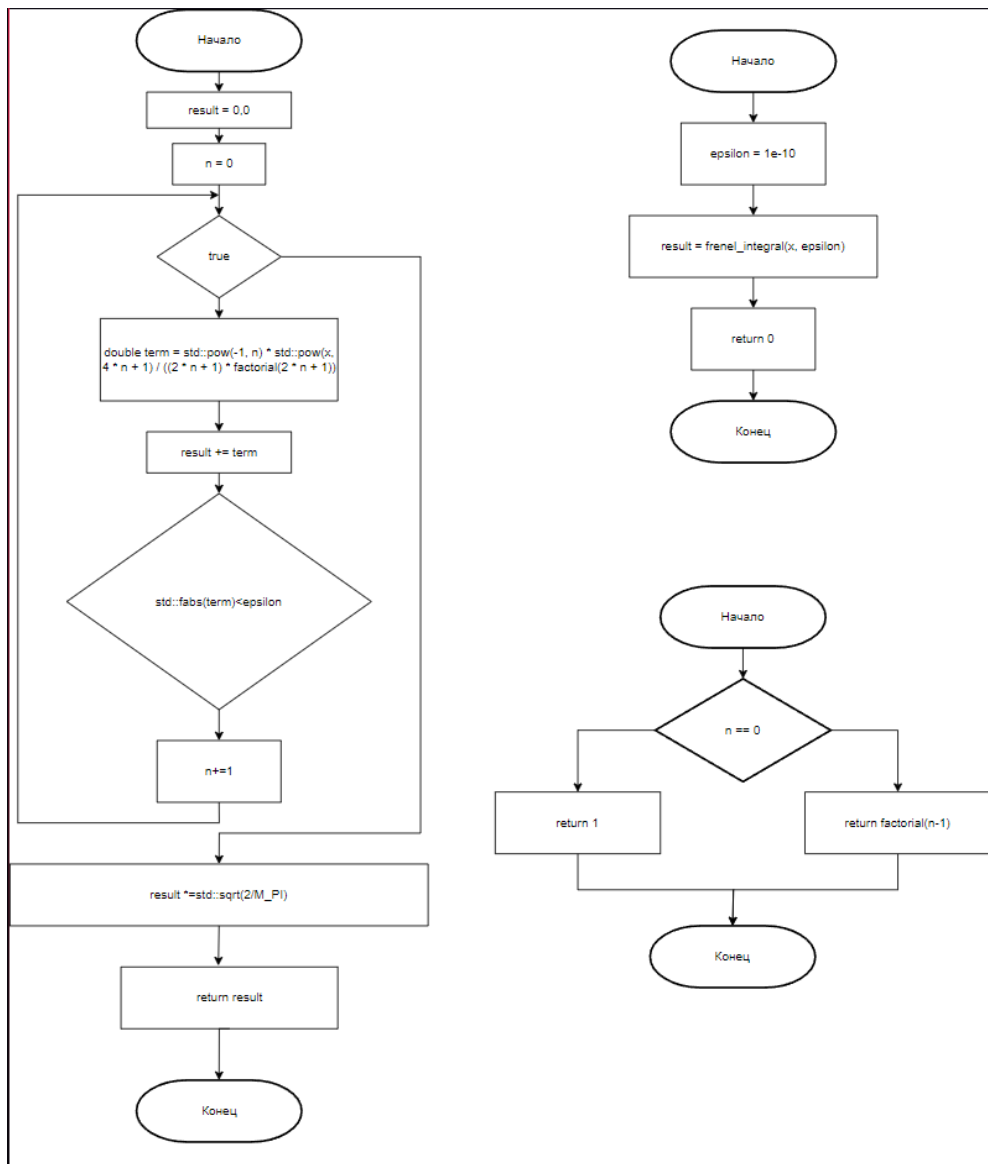 Начало
result = 0,0
n = 0
true
double term = std::pow(-1, n) * std::pow(x,
4 * n + 1) / ((2 * n + 1) * factorial(2 * n + 1))
result += term
std::fabs(term)<epsilon
n+=1
result *=std::sqrt(2/M_PI)
return result
Конец
Начало
epsilon = 1e-10
result = frenel_integral(x, epsilon)
return 0
Конец
Начало
n == 0
return 1
return factorial(n-1)
Конец